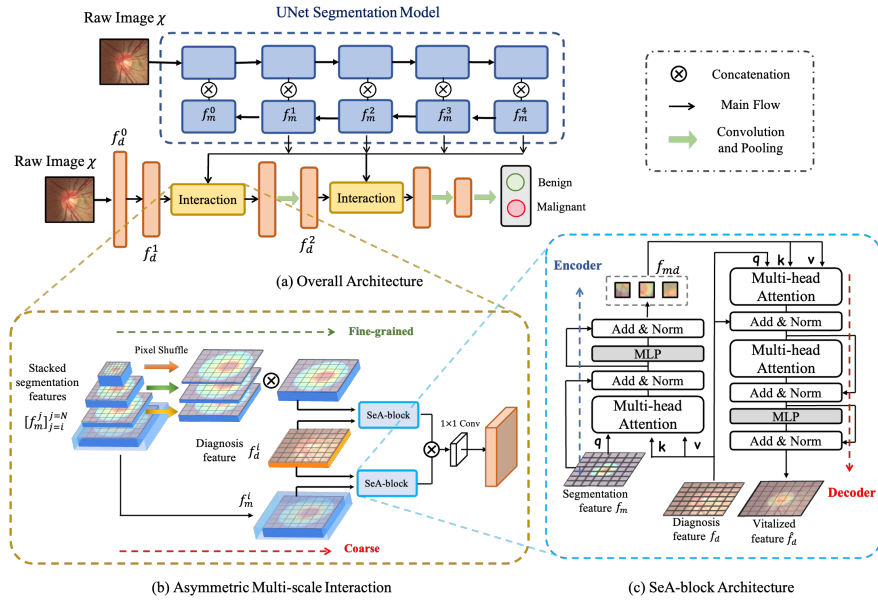 UNet Segmentation Model
Raw Image χ
f_m^0
f_m^1
f_m^2
f_m^3
f_m^4
Concatenation
Main Flow
Convolution
and Pooling
f_d^0
Raw Image χ
Interaction
Interaction
Benign
Malignant
f_d^1
f_d^2
(a) Overall Architecture
Fine-grained
Stacked
segmentation
features
[f_m^j]_{j=i}^{j=N}
Pixel Shuffle
Diagnosis
feature
f_d^i
SeA-block
SeA-block
1×1 Conv
f_m^i
Coarse
(b) Asymmetric Multi-scale Interaction
Encoder
f_md
q
k
v
Multi-head
Attention
Add & Norm
Multi-head
Attention
Add & Norm
MLP
Add & Norm
Add & Norm
MLP
Add & Norm
Multi-head
Attention
q
k
v
Segmentation
feature f_m
Diagnosis
feature f_d
Vitalized
feature f̂_d
Decoder
(c) SeA-block Architecture